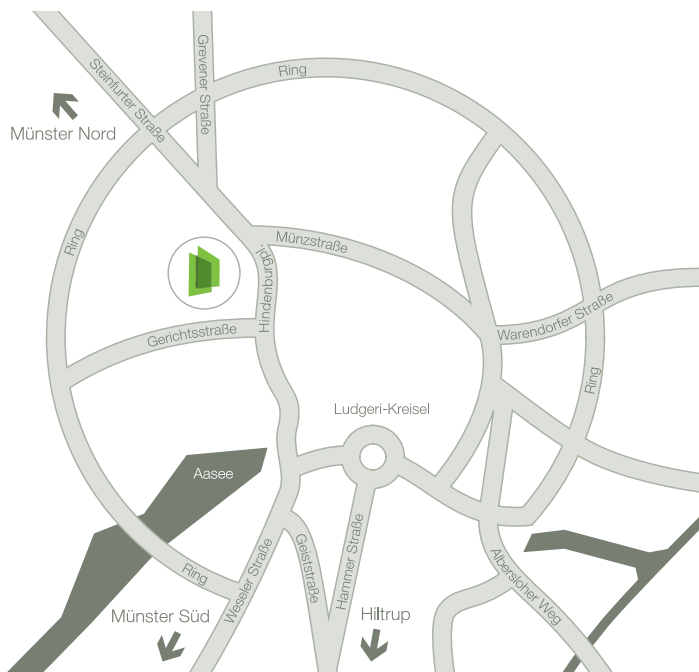 Ring
Grevener Straße
Steinfurter Straße
Münster Nord
Ring
Münzstraße
Hindenburgpl.
Warendorfer Straße
Gerichtsstraße
Ring
Ludgeri-Kreisel
Aasee
Geiststraße
Hammer Straße
Weseler Straße
Albersloher Weg
Ring
Münster Süd
Hiltrup